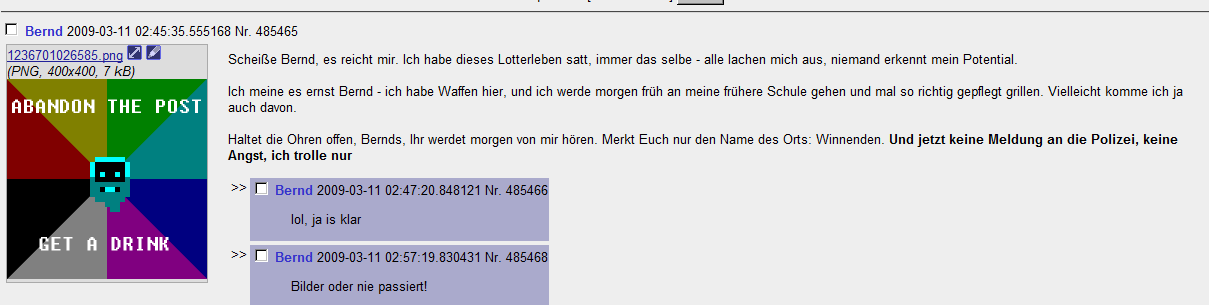 Bernd 2009-03-11 02:45:35.555168 Nr. 485465
1236701026585.png
(PNG, 400x400, 7 kB)
ABANDON THE POST
GET A DRINK
Scheiße Bernd, es reicht mir. Ich habe dieses Lotterleben satt, immer das selbe - alle lachen mich aus, niemand erkennt mein Potential.
Ich meine es ernst Bernd - ich habe Waffen hier, und ich werde morgen früh an meine frühere Schule gehen und mal so richtig gepflegt grillen. Vielleicht komme ich ja
auch davon.
Haltet die Ohren offen, Bernds, Ihr werdet morgen von mir hören. Merkt Euch nur den Name des Orts: Winnenden. Und jetzt keine Meldung an die Polizei, keine
Angst, ich trolle nur
>> Bernd 2009-03-11 02:47:20.848121 Nr. 485466
lol, ja is klar
>> Bernd 2009-03-11 02:57:19.830431 Nr. 485468
Bilder oder nie passiert!